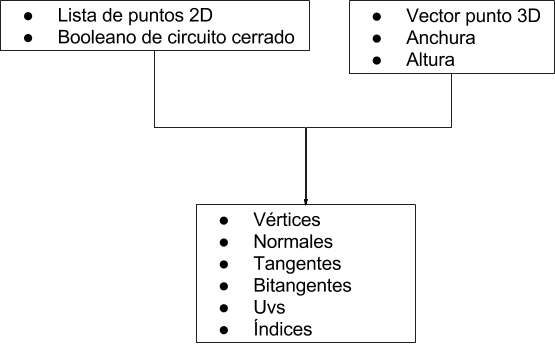 ● Lista de puntos 2D
● Booleano de circuito cerrado
● Vector punto 3D
● Anchura
● Altura
● Vértices
● Normales
● Tangentes
● Bitangentes
● Uvs
● Índices